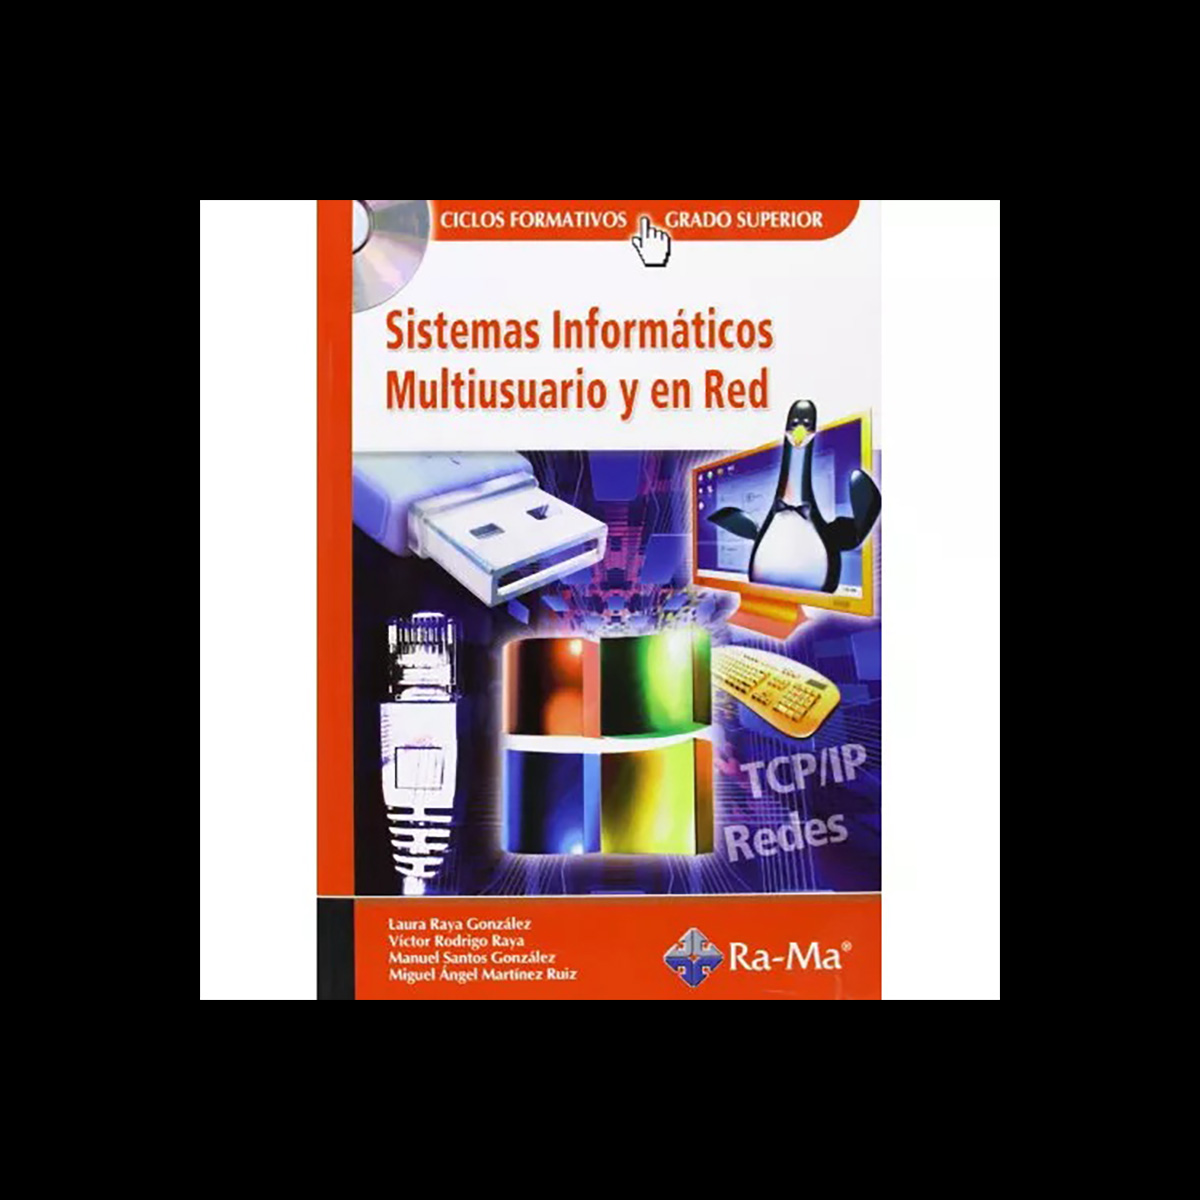 CICLOS FORMATIVOS GRADO SUPERIOR
Sistemas Informáticos
Multiusuario y en Red
TCP/IP
Redes
Laura Raya González
Víctor Rodrigo Raya
Manuel Santos González
Miguel Ángel Martínez Ruiz
Ra-Ma®